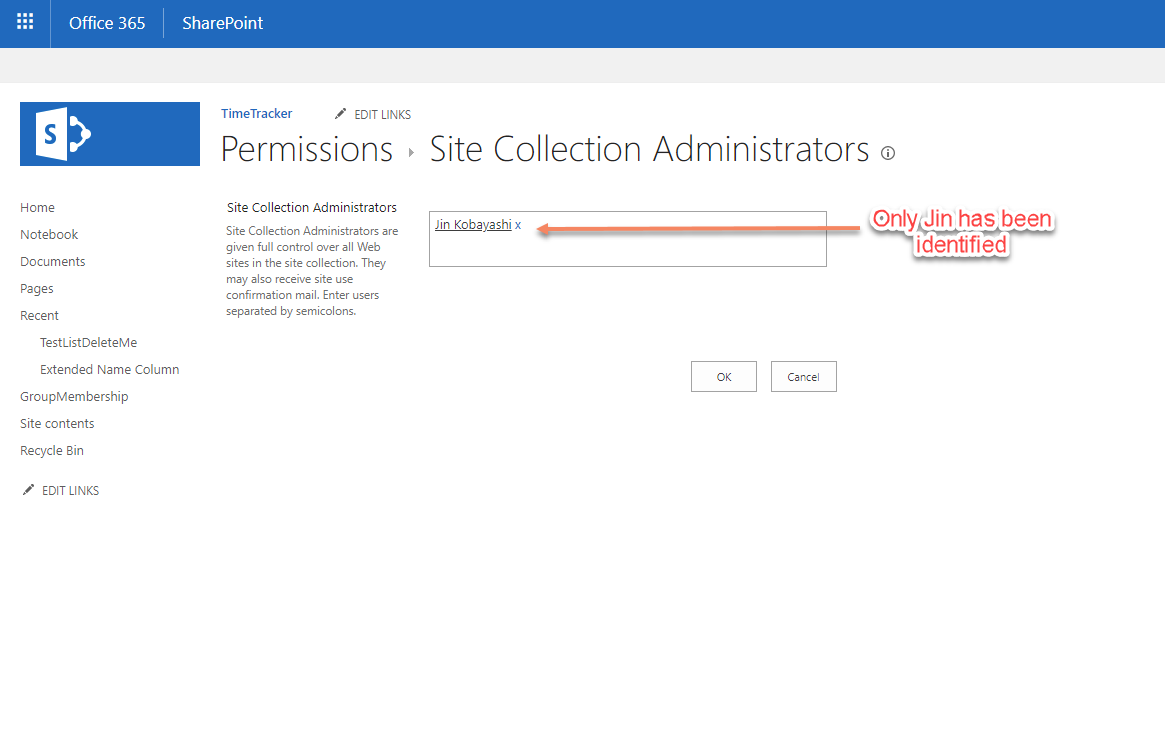 Office 365 SharePoint
S
TimeTracker EDIT LINKS
Permissions Site Collection Administrators
Home
Notebook
Documents
Pages
Recent
TestListDeleteMe
Extended Name Column
GroupMembership
Site contents
Recycle Bin
EDIT LINKS
Site Collection Administrators
Site Collection Administrators are
given full control over all Web
sites in the site collection. They
may also receive site use
confirmation mail. Enter users
separated by semicolons.
Jin Kobayashi x
Only Jin has been
identified
OK Cancel